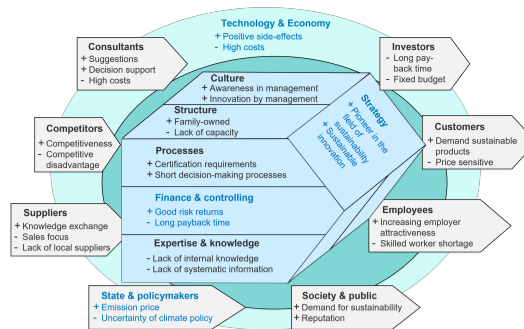 Technology & Economy
+ Positive side-effects
- High costs
Consultants
+ Suggestions
+ Decision support
- High costs
Investors
- Long pay-
back time
- Fixed budget
Culture
+ Awareness in management
+ Innovation by management
Structure
+ Family-owned
- Lack of capacity
Strategy
+ Pioneer in the
field of
sustainability
+ Sustainable
innovation
Competitors
+ Competitiveness
- Competitive
disadvantage
Customers
+ Demand sustainable
products
- Price sensitive
Processes
+ Certification requirements
+ Short decision-making processes
Finance & controlling
+ Good risk returns
- Long payback time
Suppliers
+ Knowledge exchange
- Sales focus
- Lack of local suppliers
Employees
+ Increasing employer
attractiveness
- Skilled worker shortage
Expertise & knowledge
- Lack of internal knowledge
- Lack of systematic information
State & policymakers
+ Emission price
- Uncertainty of climate policy
Society & public
+ Demand for sustainability
+ Reputation